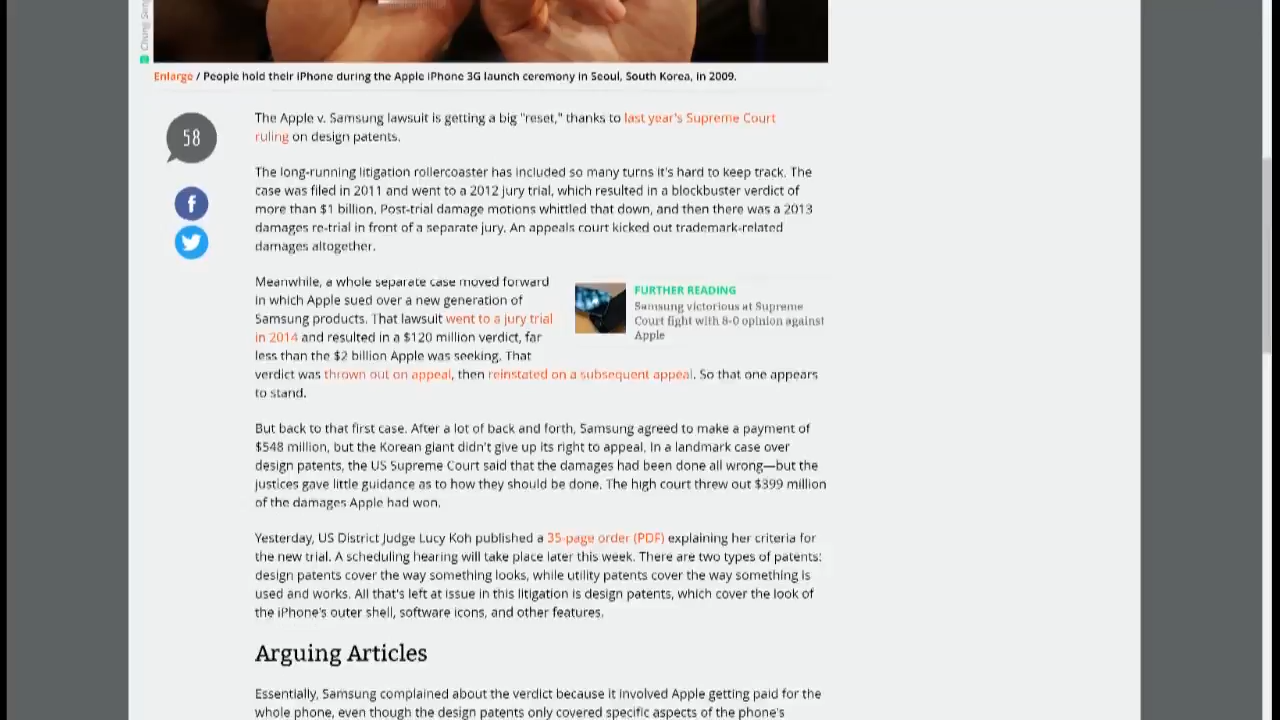 Enlarge / People hold their iPhone during the Apple iPhone 3G launch ceremony in Seoul, South Korea, in 2009.
58
The Apple v. Samsung lawsuit is getting a big "reset," thanks to last year's Supreme Court
ruling on design patents.
The long-running litigation rollercoaster has included so many turns it's hard to keep track. The
case was filed in 2011 and went to a 2012 jury trial, which resulted in a blockbuster verdict of
more than $1 billion. Post-trial damage motions whittled that down, and then there was a 2013
damages re-trial in front of a separate jury. An appeals court kicked out trademark-related
damages altogether.
Meanwhile, a whole separate case moved forward
in which Apple sued over a new generation of
Samsung products. That lawsuit went to a jury trial
in 2014 and resulted in a $120 million verdict, far
less than the $2 billion Apple was seeking. That
verdict was thrown out on appeal, then reinstated on a subsequent appeal. So that one appears
to stand.
FURTHER READING
Samsung victorious at Supreme
Court fight with 8-0 opinion against
Apple
But back to that first case. After a lot of back and forth, Samsung agreed to make a payment of
$548 million, but the Korean giant didn't give up its right to appeal. In a landmark case over
design patents, the US Supreme Court said that the damages had been done all wrong—but the
justices gave little guidance as to how they should be done. The high court threw out $399 million
of the damages Apple had won.
Yesterday, US District Judge Lucy Koh published a 35-page order (PDF) explaining her criteria for
the new trial. A scheduling hearing will take place later this week. There are two types of patents:
design patents cover the way something looks, while utility patents cover the way something is
used and works. All that's left at issue in this litigation is design patents, which cover the look of
the iPhone's outer shell, software icons, and other features.
Arguing Articles
Essentially, Samsung complained about the verdict because it involved Apple getting paid for the
whole phone, even though the design patents only covered specific aspects of the phone's